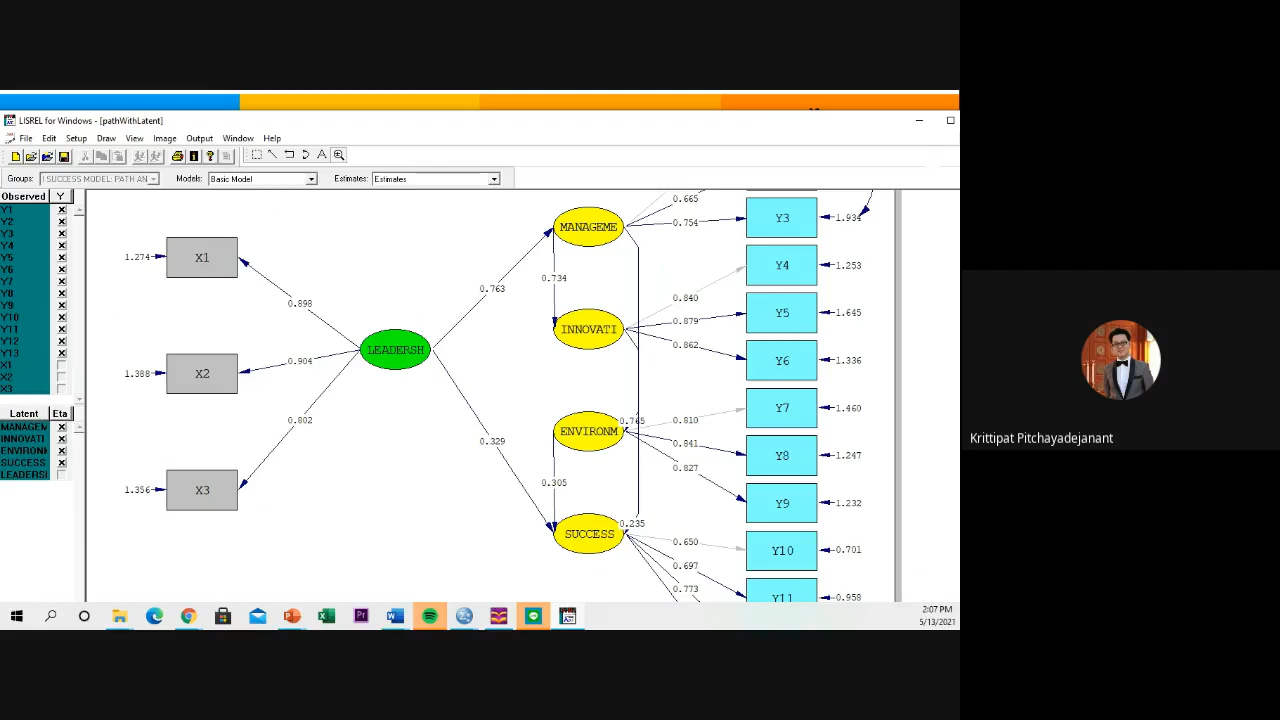 LISREL for Windows - [pathWithLatent]
File Edit Setup Draw View Image Output Window Help
Groups: SUCCESS MODEL: PATH AN Models: Basic Model Estimates: Estimates
Observed Y
Y1
Y2
Y3
Y4
Y5
Y6
Y7
Y8
Y9
Y10
Y11
Y12
Y13
X1
X2
X3
Latent Eta
MANAGEM
INNOVATI
ENVIRONM
SUCCESS
LEADERSI
1.274 X1
1.388 X2
1.356 X3
0.898
0.904
0.802
LEADERSH
0.763
0.329
MANAGEME
0.734
INNOVATI
ENVIRONM
0.305
SUCCESS
0.765
0.235
0.665
0.754
0.840
0.879
0.862
0.810
0.841
0.827
0.650
0.697
0.773
Y3 1.934
Y4 1.253
Y5 1.645
Y6 1.336
Y7 1.460
Y8 1.247
Y9 1.232
Y10 0.701
Y11 0.958
2:07 PM
5/13/2021
Krittipat Pitchayadejanant